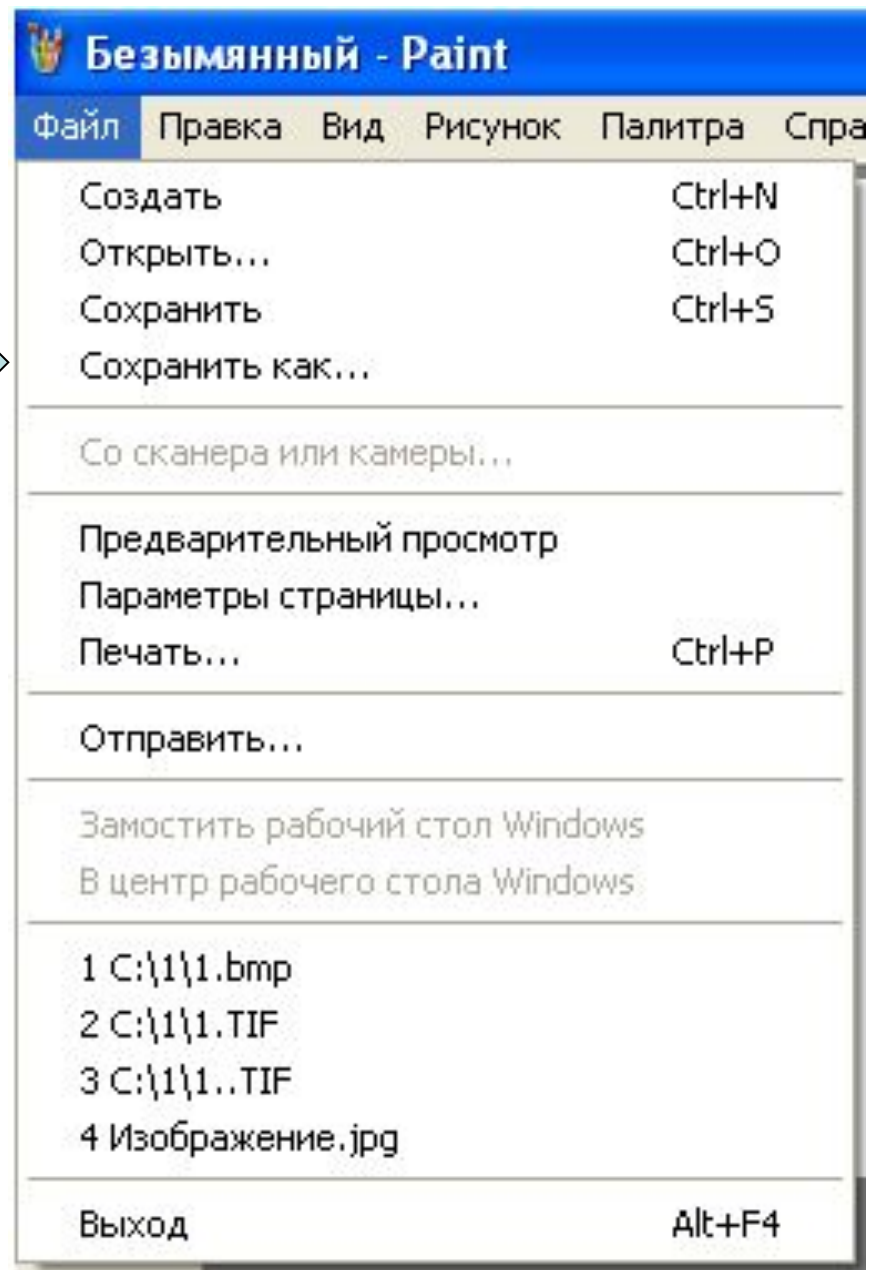 Безымянный - Paint
Файл Правка Вид Рисунок Палитра Спра
Создать Ctrl+N
Открыть... Ctrl+O
Сохранить Ctrl+S
Сохранить как...
Со сканера или камеры...
Предварительный просмотр
Параметры страницы...
Печать... Ctrl+P
Отправить...
Замостить рабочий стол Windows
В центр рабочего стола Windows
1 C:\1\1.bmp
2 C:\1\1.TIF
3 C:\1\1..TIF
4 Изображение.jpg
Выход Alt+F4